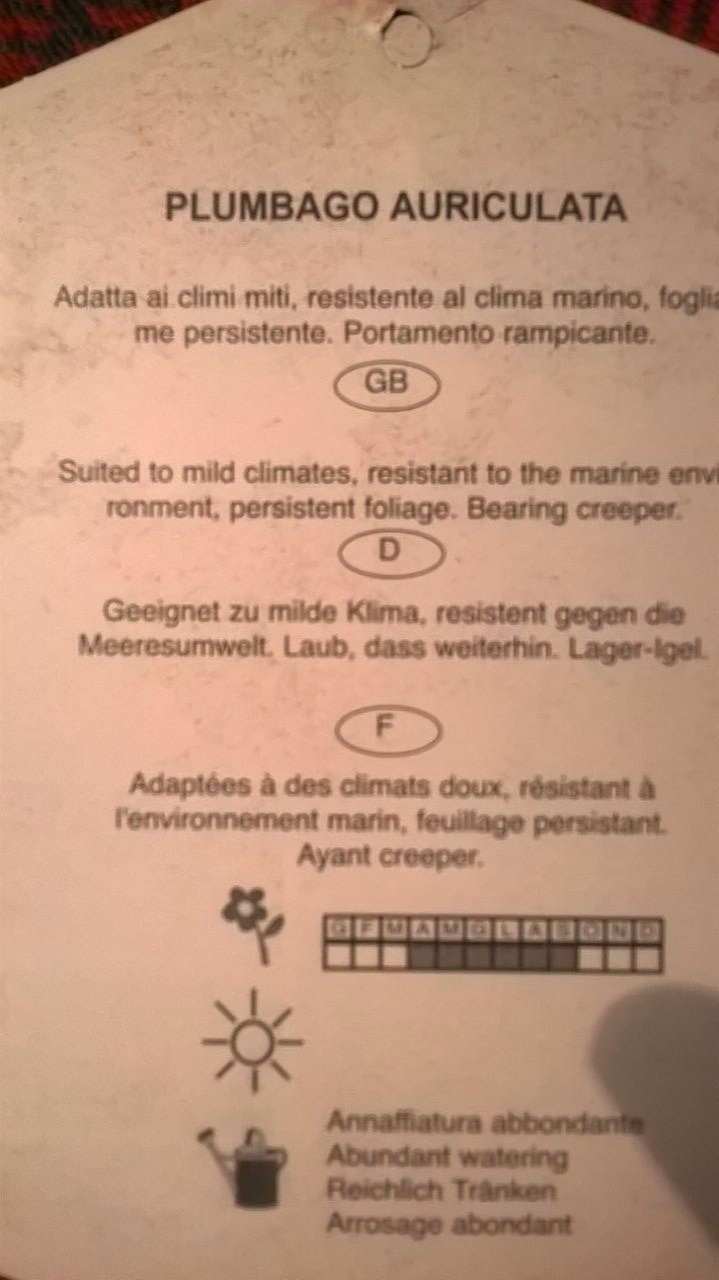 PLUMBAGO AURICULATA
Adatta ai climi miti, resistente al clima marino, foglia
me persistente. Portamento rampicante.
GB
Suited to mild climates, resistant to the marine envi
ronment, persistent foliage. Bearing creeper.
D
Geeignet zu milde Klima, resistent gegen die
Meeresumwelt. Laub, dass weiterhin. Lager-Igel.
F
Adaptées à des climats doux, résistant à
l'environnement marin, feuillage persistant.
Ayant creeper.
G F M A M G L A S O N D
Annaffiatura abbondante
Abundant watering
Reichlich Tränken
Arrosage abondant